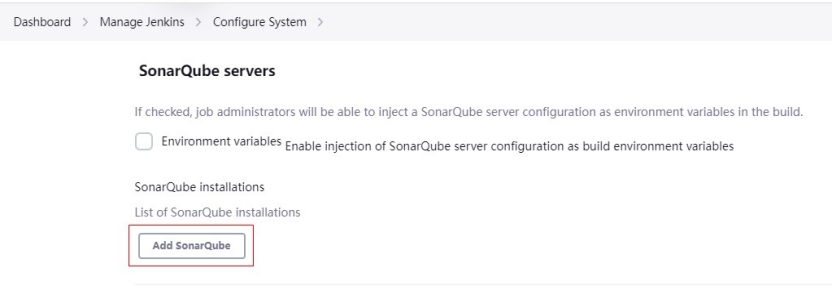 Dashboard > Manage Jenkins > Configure System >
SonarQube servers
If checked, job administrators will be able to inject a SonarQube server configuration as environment variables in the build.
Environment variables Enable injection of SonarQube server configuration as build environment variables
SonarQube installations
List of SonarQube installations
Add SonarQube